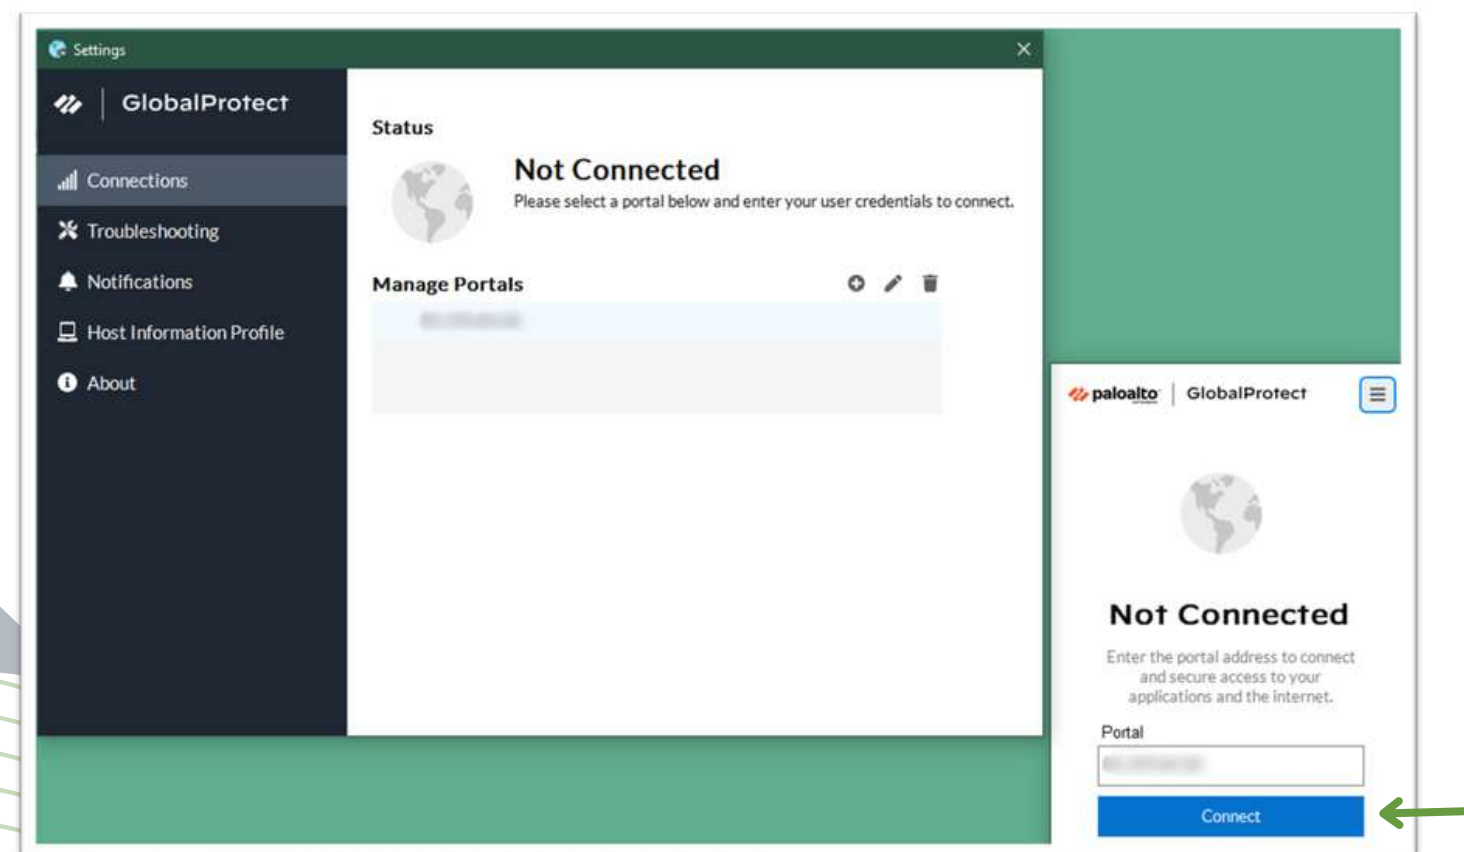 Settings
GlobalProtect
Connections
Troubleshooting
Notifications
Host Information Profile
About
Status
Not Connected
Please select a portal below and enter your user credentials to connect.
Manage Portals
paloalto
GlobalProtect
Not Connected
Enter the portal address to connect
and secure access to your
applications and the internet.
Portal
Connect